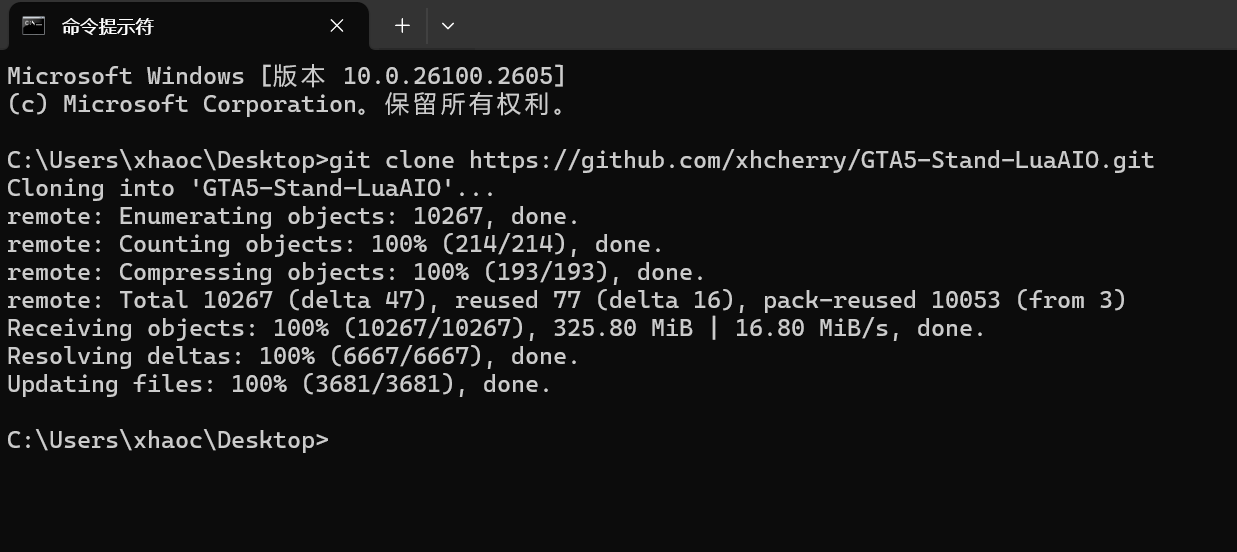 命令提示符
Microsoft Windows [版本 10.0.26100.2605]
(c) Microsoft Corporation。保留所有权利。
C:\Users\xhaoc\Desktop>git clone https://github.com/xhcherry/GTA5-Stand-LuaAIO.git
Cloning into 'GTA5-Stand-LuaAIO'...
remote: Enumerating objects: 10267, done.
remote: Counting objects: 100% (214/214), done.
remote: Compressing objects: 100% (193/193), done.
remote: Total 10267 (delta 47), reused 77 (delta 16), pack-reused 10053 (from 3)
Receiving objects: 100% (10267/10267), 325.80 MiB | 16.80 MiB/s, done.
Resolving deltas: 100% (6667/6667), done.
Updating files: 100% (3681/3681), done.
C:\Users\xhaoc\Desktop>